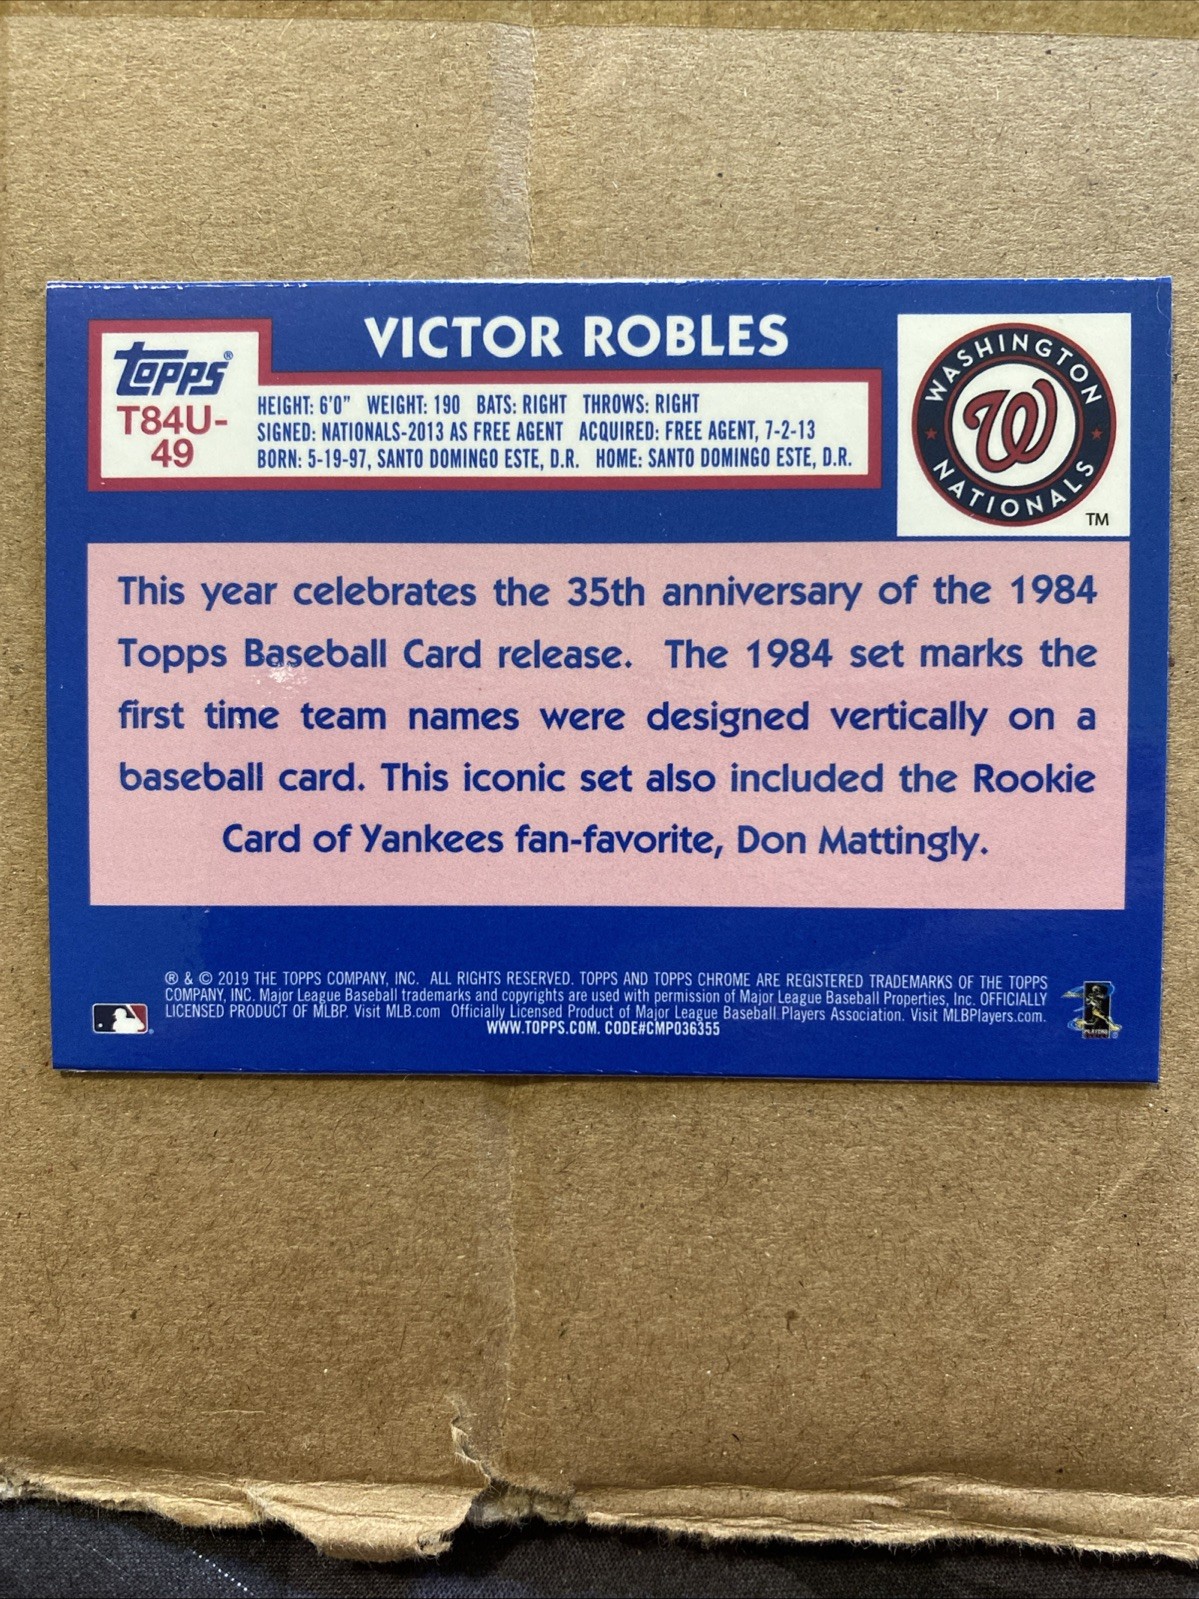 VICTOR ROBLES
Topps®
T84U-
49
HEIGHT: 6'0" WEIGHT: 190 BATS: RIGHT THROWS: RIGHT
SIGNED: NATIONALS-2013 AS FREE AGENT ACQUIRED: FREE AGENT, 7-2-13
BORN: 5-19-97, SANTO DOMINGO ESTE, D.R. HOME: SANTO DOMINGO ESTE, D.R.
WASHINGTON
W
NATIONALS
TM
This year celebrates the 35th anniversary of the 1984
Topps Baseball Card release. The 1984 set marks the
first time team names were designed vertically on a
baseball card. This iconic set also included the Rookie
Card of Yankees fan-favorite, Don Mattingly.
® & © 2019 THE TOPPS COMPANY, INC. ALL RIGHTS RESERVED. TOPPS AND TOPPS CHROME ARE REGISTERED TRADEMARKS OF THE TOPPS
COMPANY, INC. Major League Baseball trademarks and copyrights are used with permission of Major League Baseball Properties, Inc. OFFICIALLY
LICENSED PRODUCT OF MLBP. Visit MLB.com Officially Licensed Product of Major League Baseball Players Association. Visit MLBPlayers.com.
WWW.TOPPS.COM. CODE#CMP036355
PLAYERS